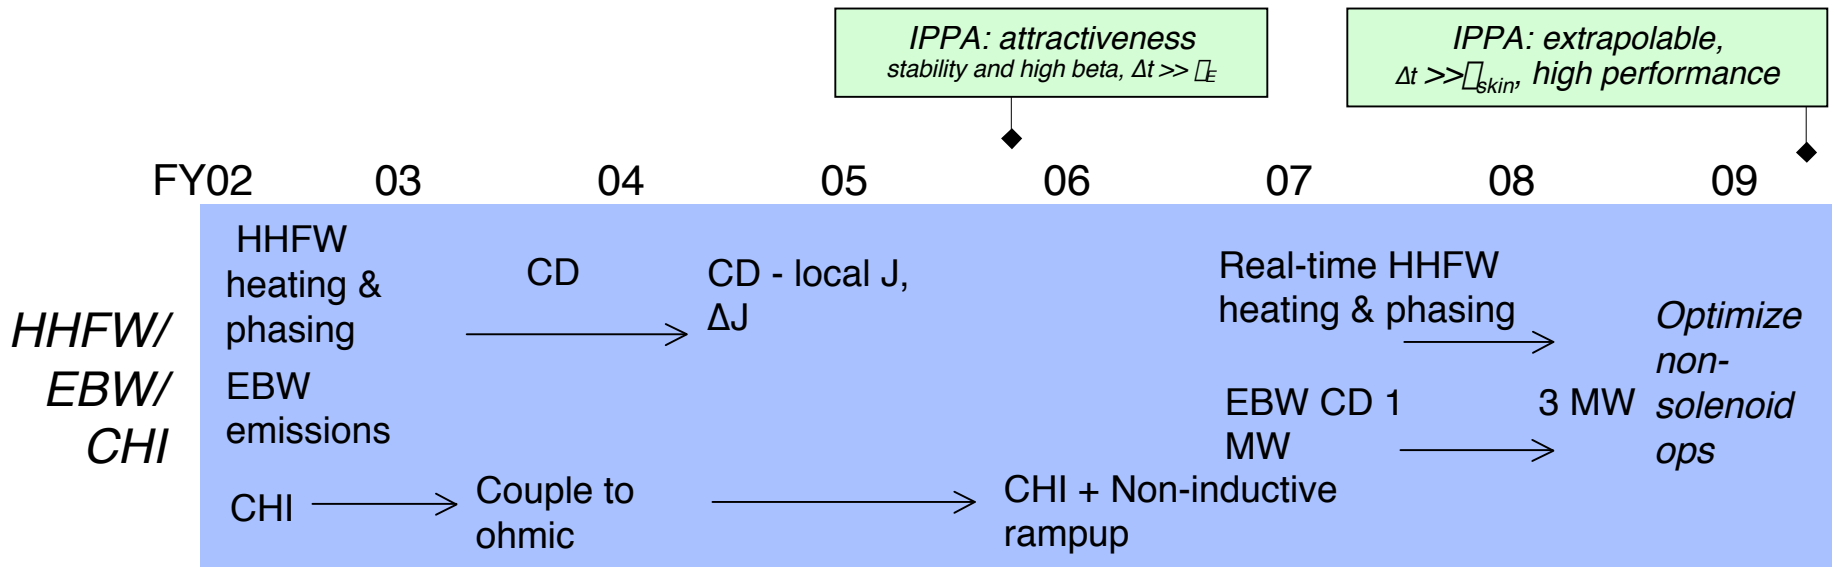 IPPA: attractiveness
stability and high beta, Δt >> E
IPPA: extrapolable,
Δt >> skin, high performance
FY02 03 04 05 06 07 08 09
HHFW/
EBW/
CHI
HHFW
heating &
phasing
CD
CD - local J,
ΔJ
Real-time HHFW
heating & phasing
Optimize
non-
solenoid
ops
EBW
emissions
EBW CD 1
MW
3 MW
CHI
Couple to
ohmic
CHI + Non-inductive
rampup